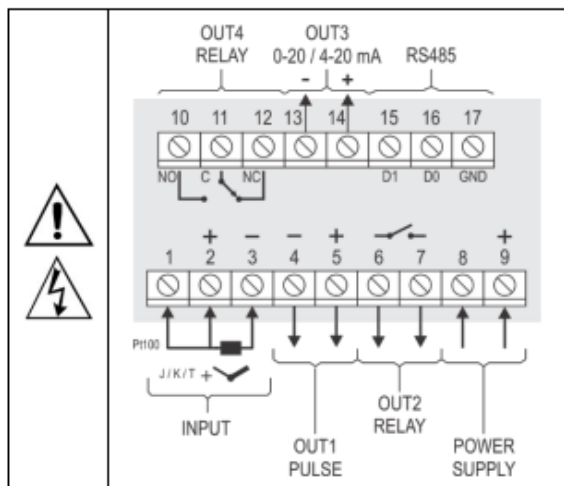 OUT4 OUT3
RELAY 0-20 / 4-20 mA RS485
- +
10 11 12 13 14 15 16 17
NO C NC D1 D0 GND
+ - - + +
1 2 3 4 5 6 7 8 9
Pt100
J/K/T +
INPUT
OUT1 OUT2 POWER
PULSE RELAY SUPPLY